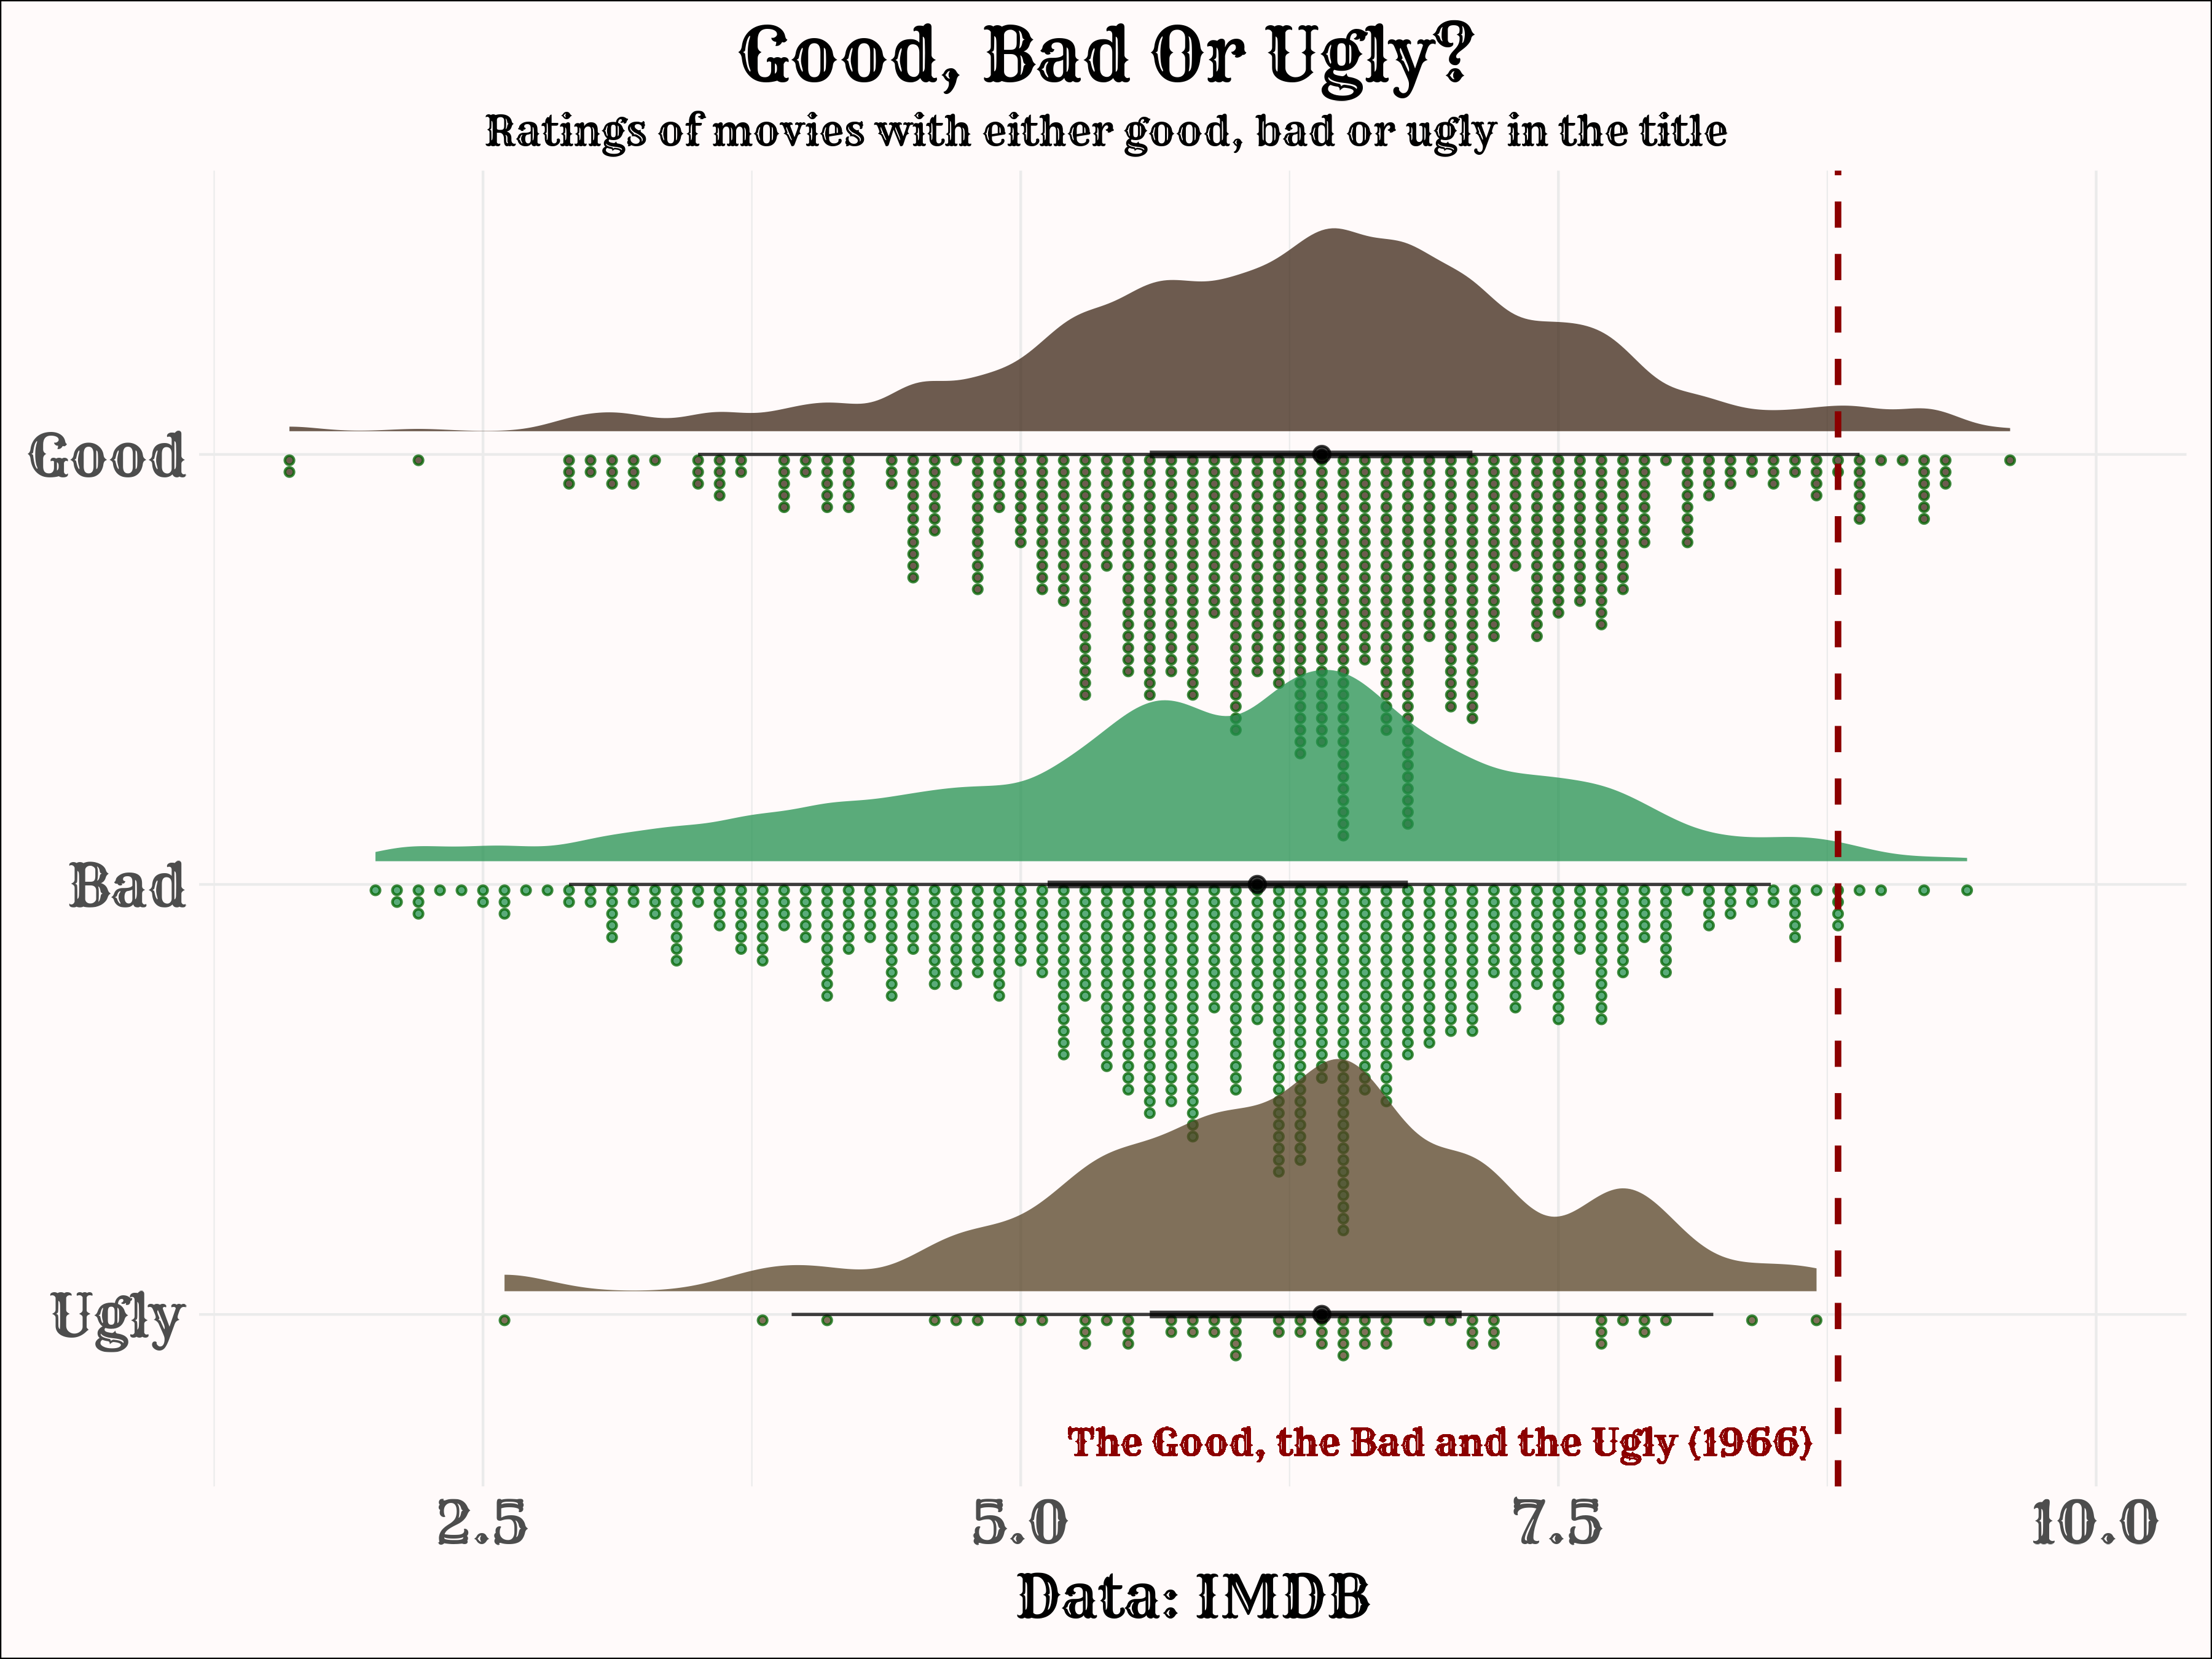 Good, Bad Or Ugly?
Ratings of movies with either good, bad or ugly in the title
Good
Bad
Ugly
The Good, the Bad and the Ugly (1966)
2.5 5.0 7.5 10.0
Data: IMDB